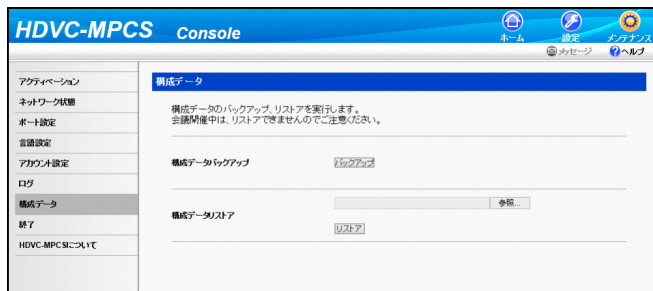 HDVC-MPCS Console
ホーム
設定
メンテナンス
メッセージ
ヘルプ
アクティベーション
ネットワーク状態
ポート設定
言語設定
アカウント設定
ログ
構成データ
終了
HDVC-MPCSについて
構成データ
構成データのバックアップ、リストアを実行します。
会議開催中は、リストアできませんのでご注意ください。
構成データバックアップ
バックアップ
構成データリストア
参照...
リストア